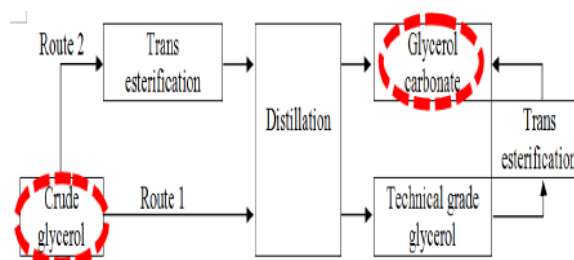 Route 2
Trans
esterification
Distillation
Glycerol
carbonate
Trans
esterification
Crude
glycerol
Route 1
Technical grade
glycerol